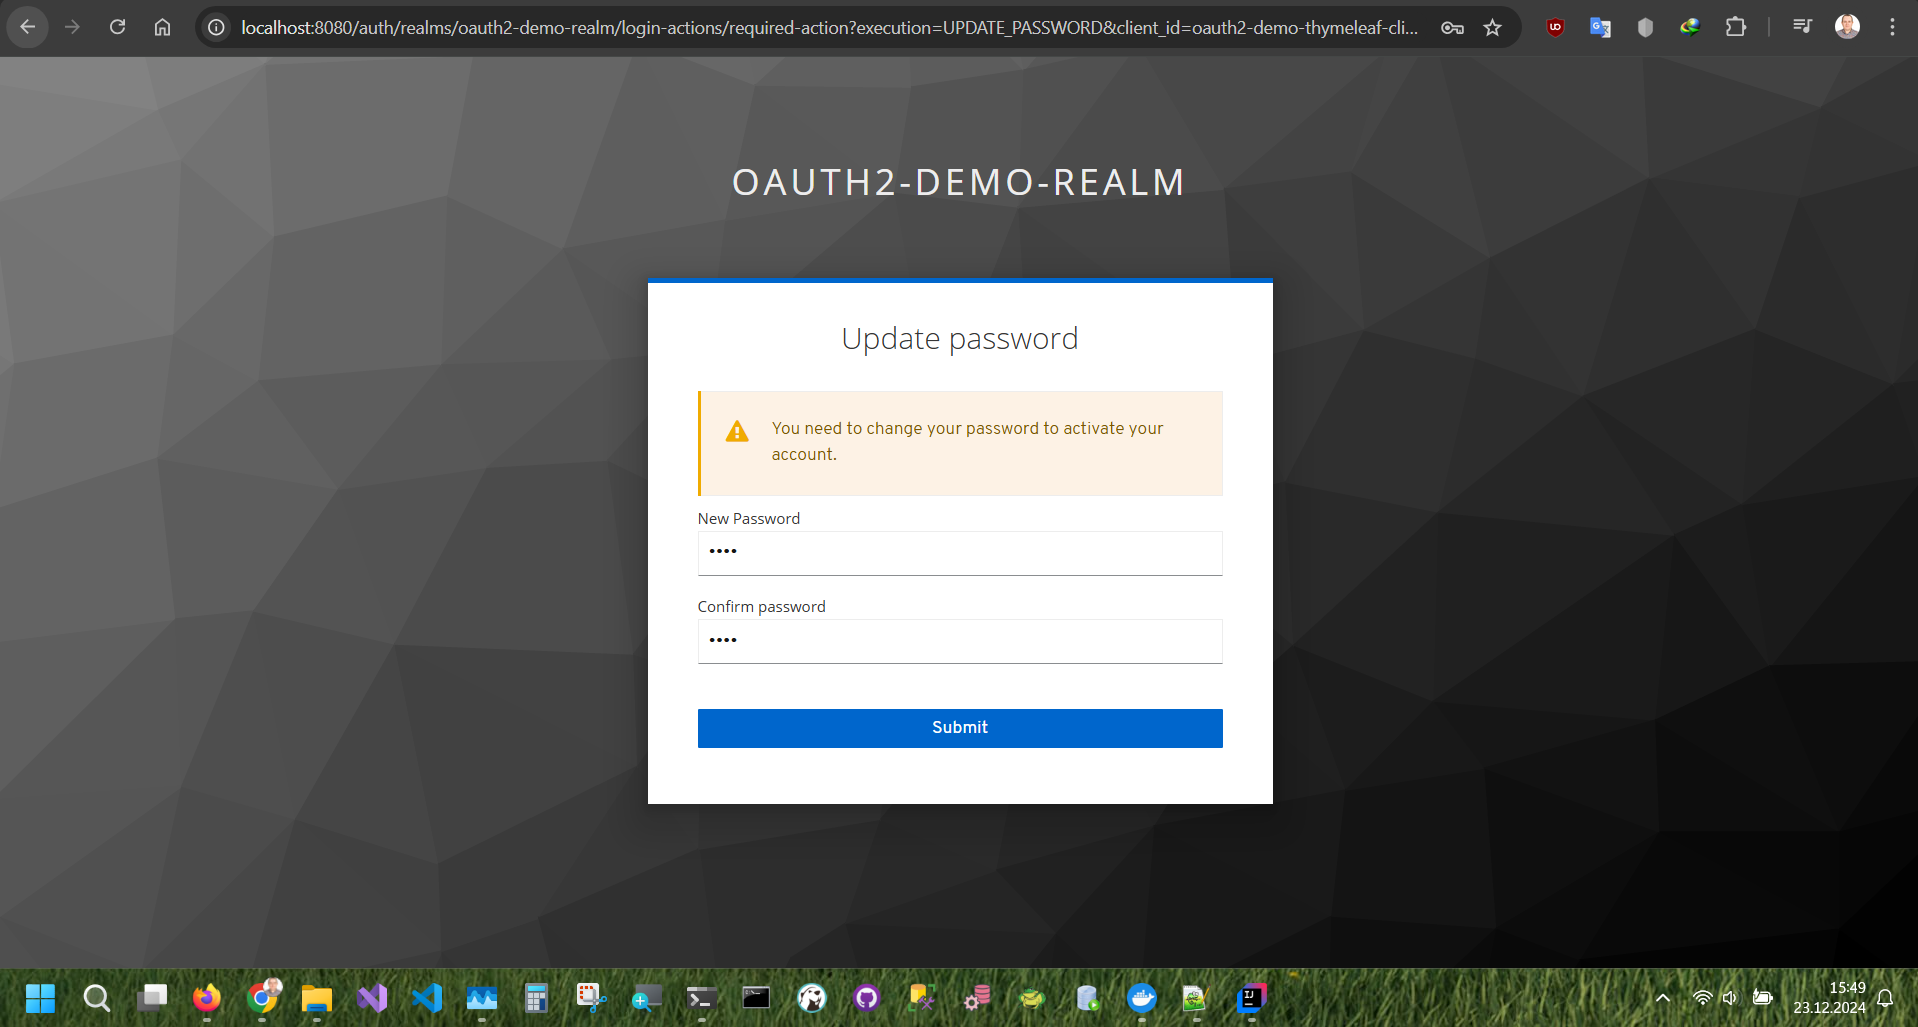 localhost:8080/auth/realms/oauth2-demo-realm/login-actions/required-action?execution=UPDATE_PASSWORD&client_id=oauth2-demo-thymeleaf-cli...
OAUTH2-DEMO-REALM
Update password
You need to change your password to activate your
account.
New Password
••••
Confirm password
••••
Submit
15:49
23.12.2024